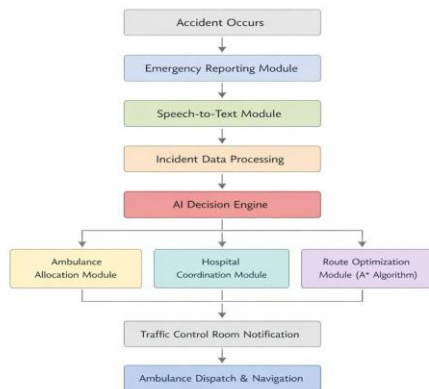 Accident Occurs
Emergency Reporting Module
Speech-to-Text Module
Incident Data Processing
AI Decision Engine
Ambulance
Allocation Module
Hospital
Coordination Module
Route Optimization
Module (A* Algorithm)
Traffic Control Room Notification
Ambulance Dispatch & Navigation